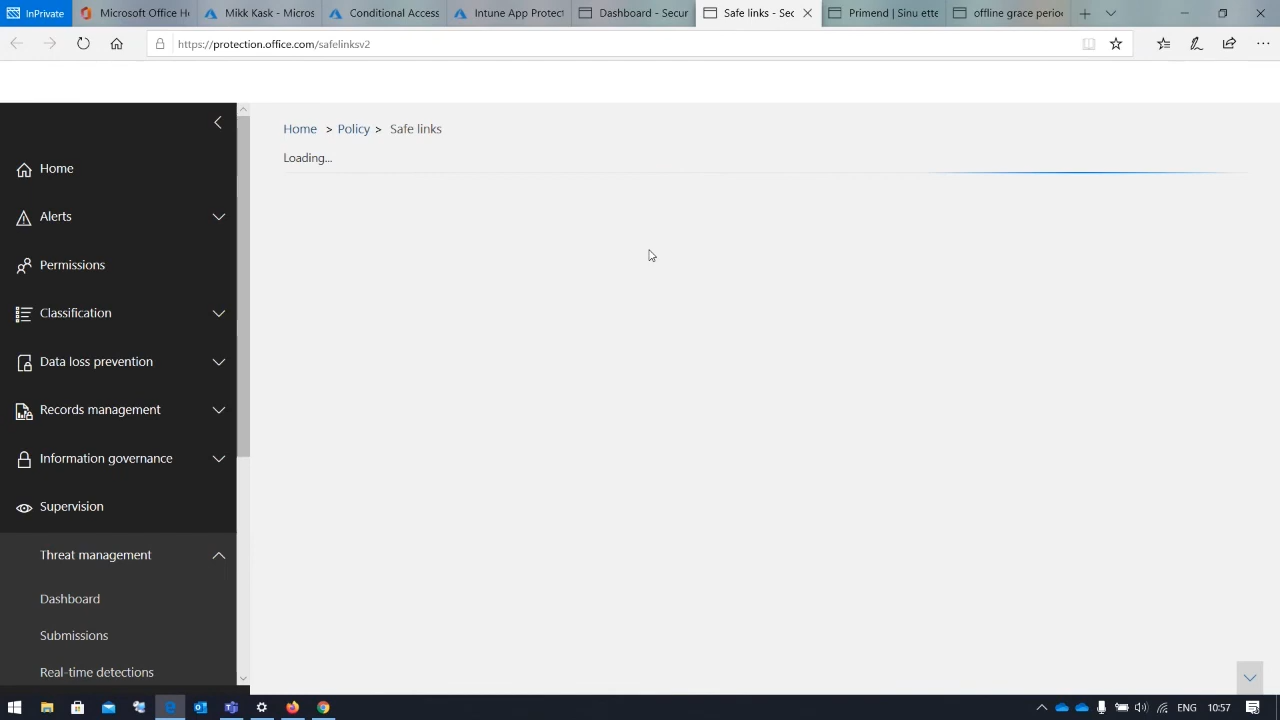 InPrivate
Microsoft Office H
Mikk Kask - Micros
Conditional Access
Intune App Protect
Dashboard - Secur
Safe links - Sec
Primend | Sinu ette
offline grace perio
https://protection.office.com/safelinksv2
Home > Policy > Safe links
Loading...
Home
Alerts
Permissions
Classification
Data loss prevention
Records management
Information governance
Supervision
Threat management
Dashboard
Submissions
Real-time detections
ENG 10:57